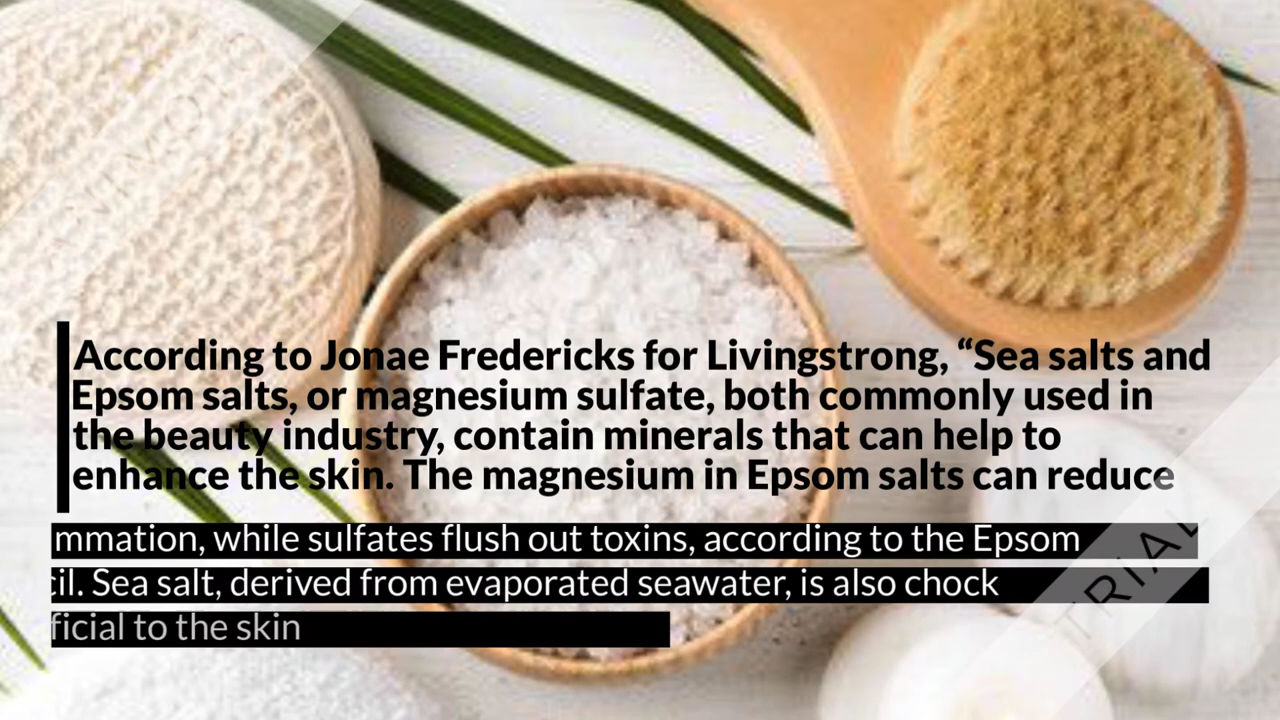 According to Jonae Fredericks for Livingstrong, “Sea salts and
Epsom salts, or magnesium sulfate, both commonly used in
the beauty industry, contain minerals that can help to
enhance the skin. The magnesium in Epsom salts can reduce
mmation, while sulfates flush out toxins, according to the Epsom
cil. Sea salt, derived from evaporated seawater, is also chock
ficial to the skin
TRIAL